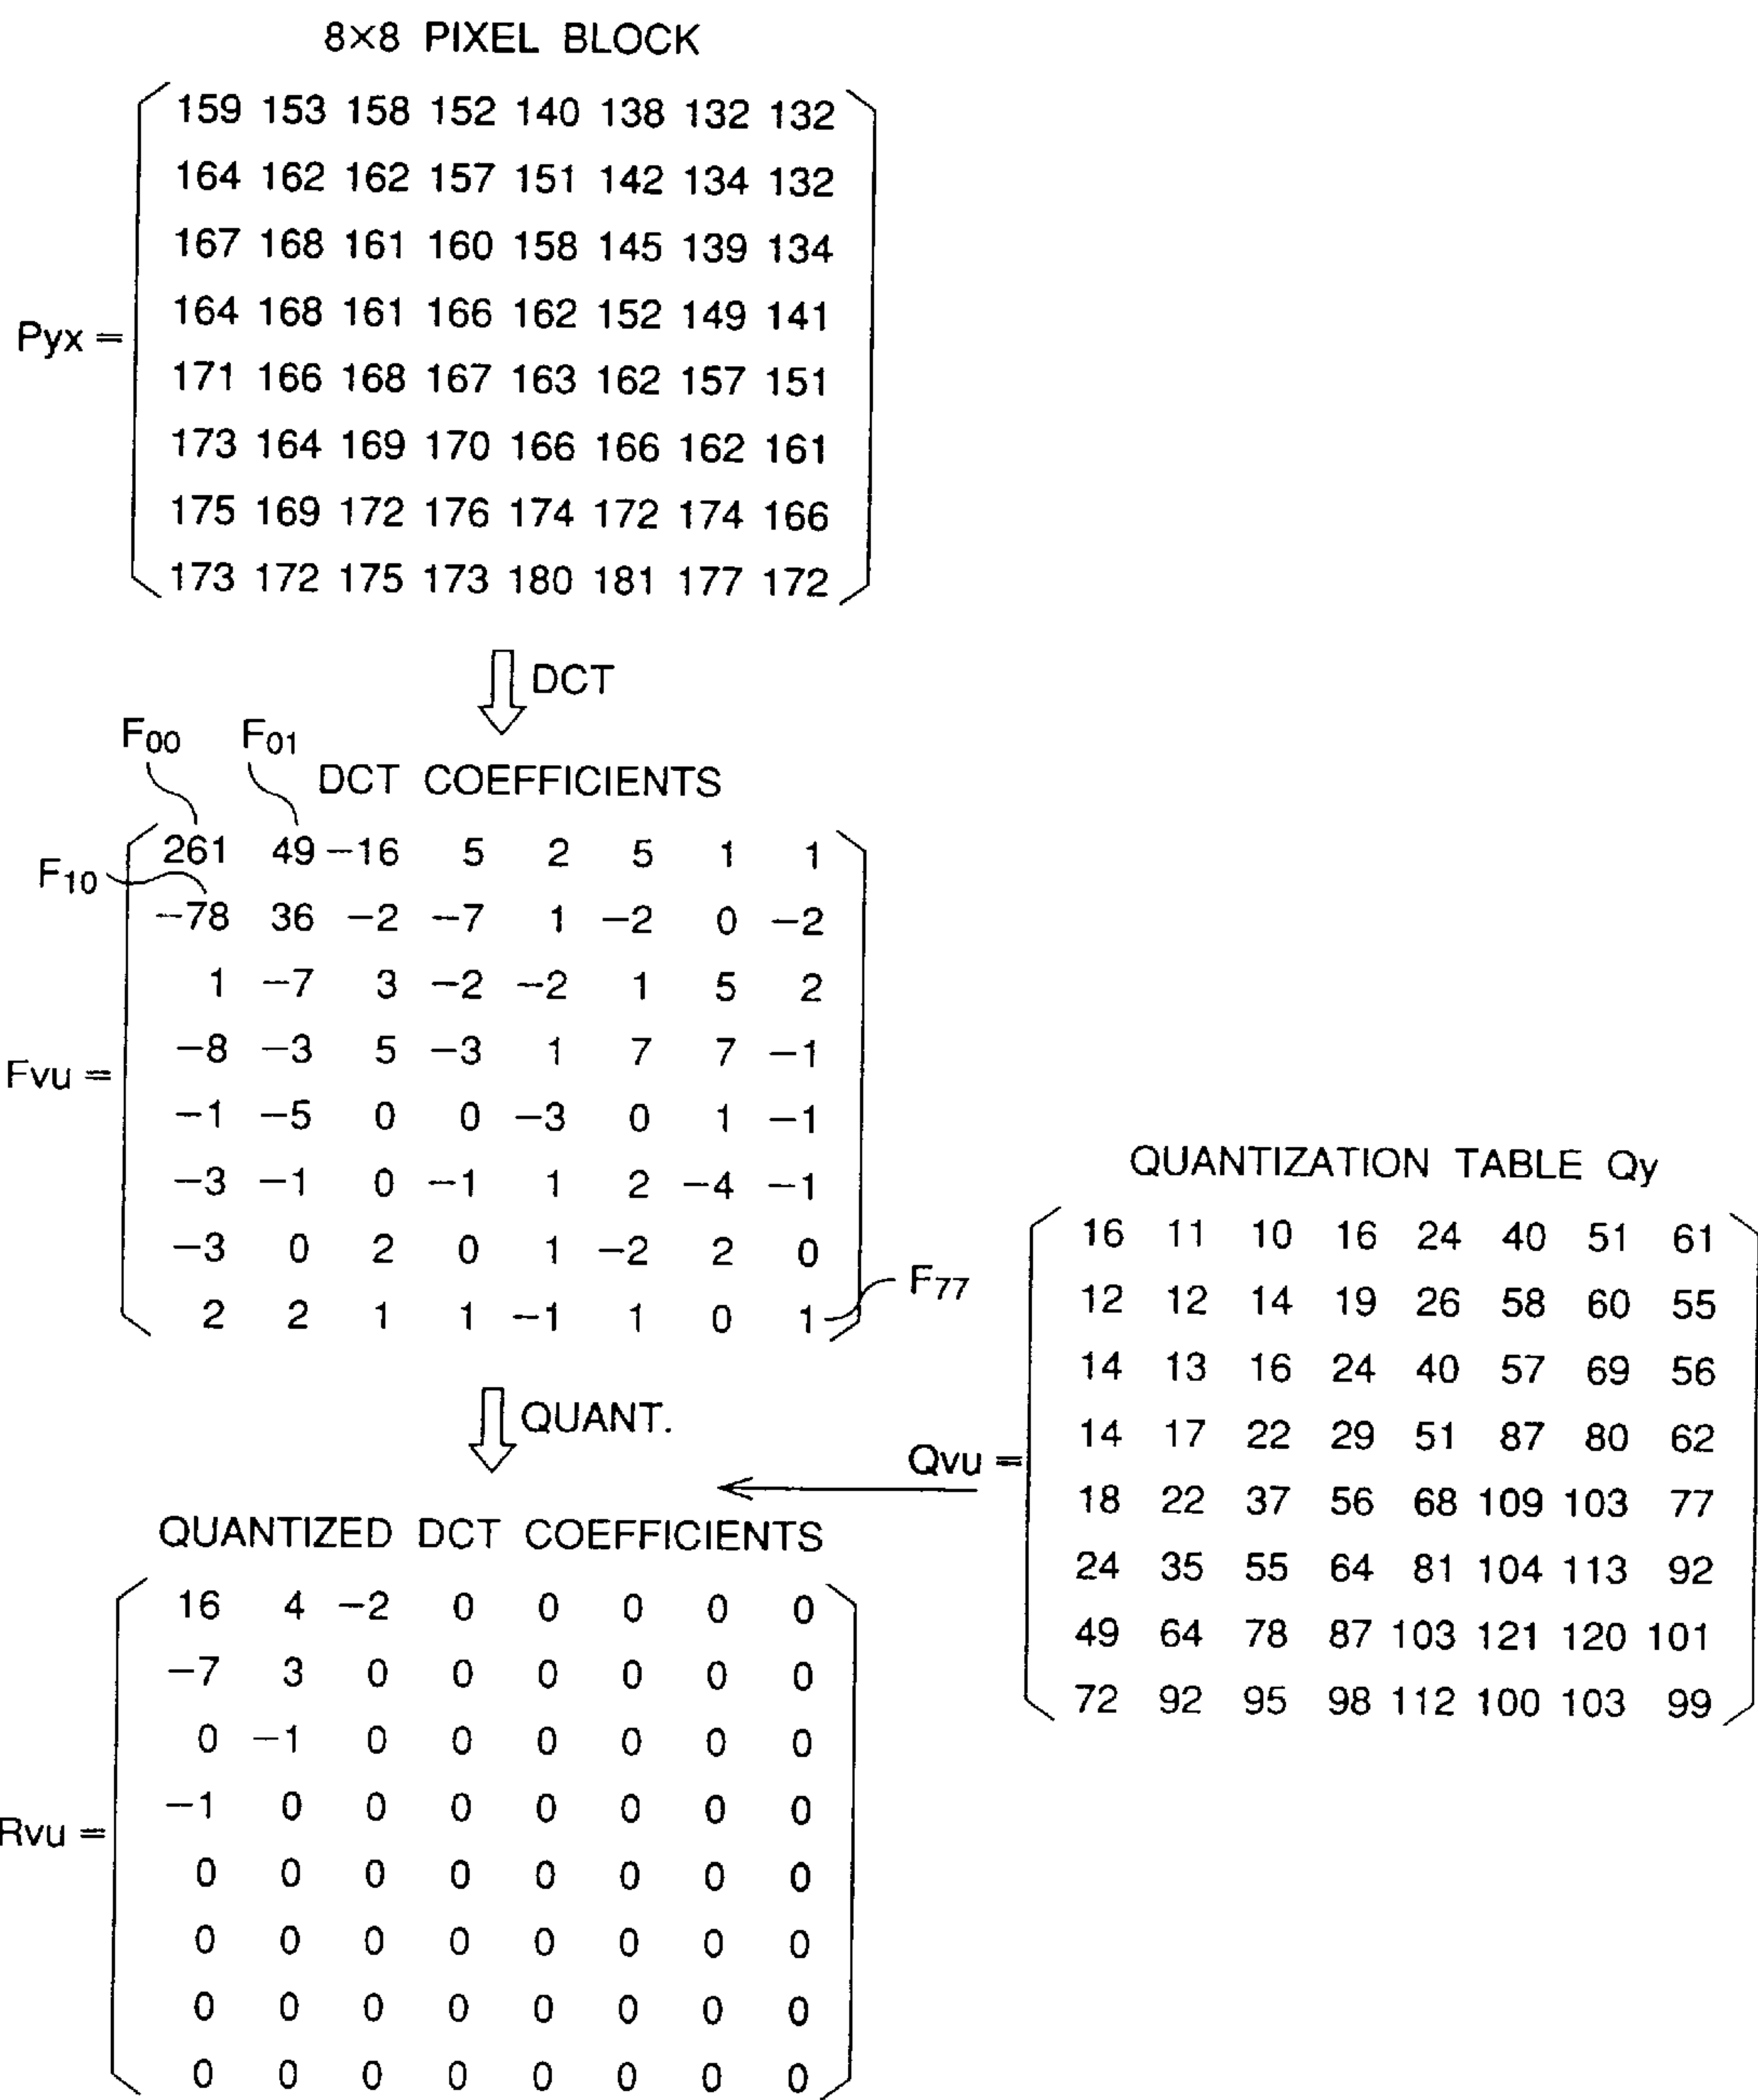 8×8 PIXEL BLOCK
159 153 158 152 140 138 132 132
164 162 162 157 151 142 134 132
167 168 161 160 158 145 139 134
164 168 161 166 162 152 149 141
Pyx =
171 166 168 167 163 162 157 151
173 164 169 170 166 166 162 161
175 169 172 176 174 172 174 166
173 172 175 173 180 181 177 172
DCT
F00 F01
DCT COEFFICIENTS
261 49 −16 5 2 5 1 1
F10
−78 36 −2 −7 1 −2 0 −2
1 −7 3 −2 −2 1 5 2
−8 −3 5 −3 1 7 7 −1
Fvu =
−1 −5 0 0 −3 0 1 −1
−3 −1 0 −1 1 2 −4 −1
−3 0 2 0 1 −2 2 0
F77
2 2 1 1 −1 1 0 1
QUANT.
QUANTIZATION TABLE Qy
16 11 10 16 24 40 51 61
12 12 14 19 26 58 60 55
14 13 16 24 40 57 69 56
14 17 22 29 51 87 80 62
Qvu =
18 22 37 56 68 109 103 77
24 35 55 64 81 104 113 92
49 64 78 87 103 121 120 101
72 92 95 98 112 100 103 99
QUANTIZED DCT COEFFICIENTS
16 4 −2 0 0 0 0 0
−7 3 0 0 0 0 0 0
0 −1 0 0 0 0 0 0
−1 0 0 0 0 0 0 0
Rvu =
0 0 0 0 0 0 0 0
0 0 0 0 0 0 0 0
0 0 0 0 0 0 0 0
0 0 0 0 0 0 0 0